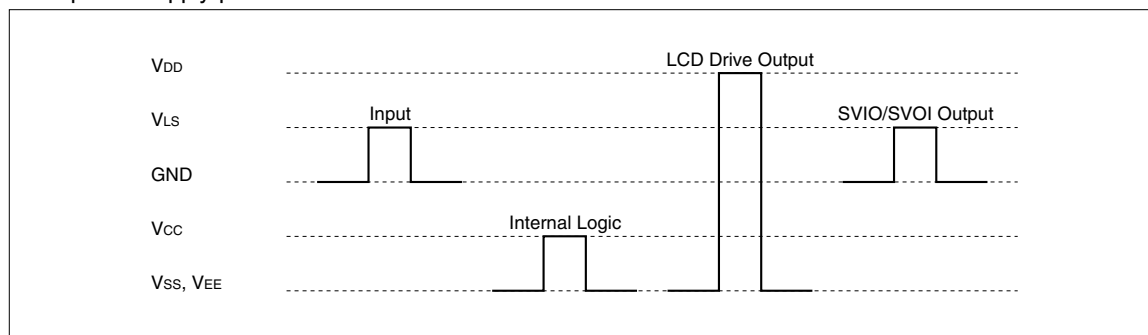 VDD
LCD Drive Output
VLS
Input
SVIO/SVOI Output
GND
VCC
Internal Logic
VSS, VEE